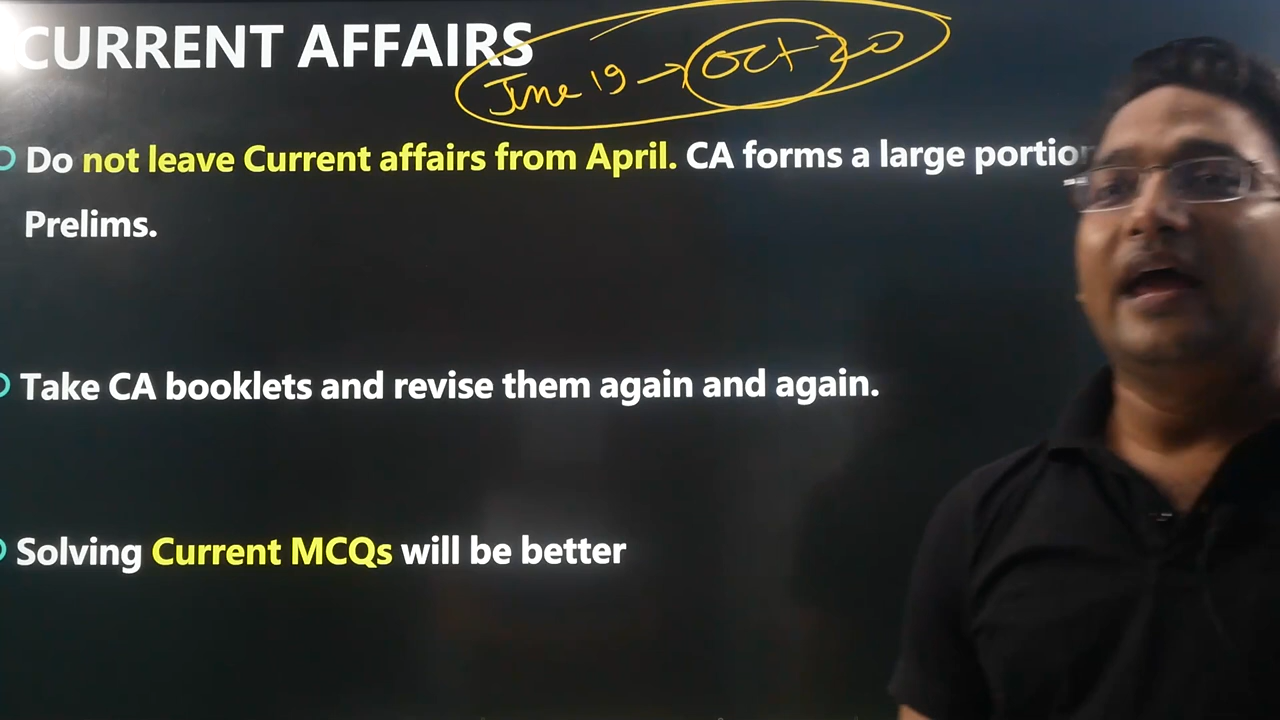 CURRENT AFFAIRS
June 19 → Oct 20
Do not leave Current affairs from April. CA forms a large portio
Prelims.
Take CA booklets and revise them again and again.
Solving Current MCQs will be better